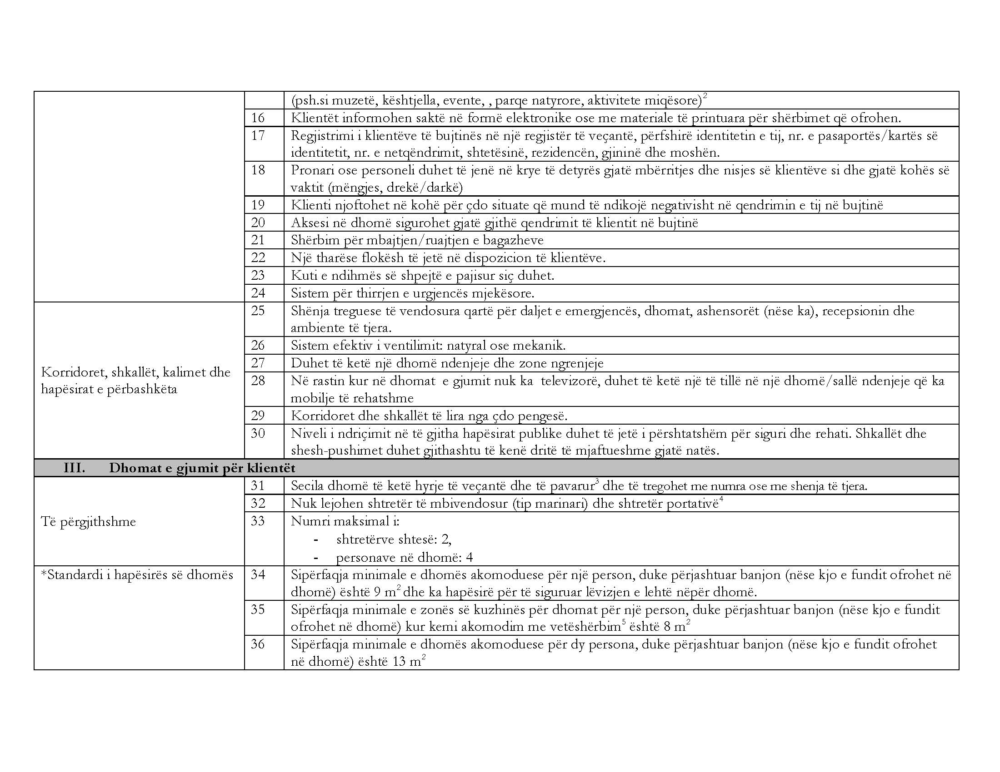 (psh.si muzetë, kështjella, evente, , parqe natyrore, aktivitete miqësore)²
16 Klientët informohen saktë në formë elektronike ose me materiale të printuara për shërbimet që ofrohen.
17 Regjistrimi i klientëve të bujtinës në një regjistër të veçantë, përfshirë identitetin e tij, nr. e pasaportës/kartës së
identitetit, nr. e netqëndrimit, shtetësinë, rezidencën, gjininë dhe moshën.
18 Pronari ose personeli duhet të jenë në krye të detyrës gjatë mbërritjes dhe nisjes së klientëve si dhe gjatë kohës së
vaktit (mëngjes, drekë/darkë)
19 Klienti njoftohet në kohë për çdo situate që mund të ndikojë negativisht në qendrimin e tij në bujtinë
20 Aksesi në dhomë sigurohet gjatë gjithë qendrimit të klientit në bujtinë
21 Shërbim për mbajtjen/ruajtjen e bagazheve
22 Një tharëse flokësh të jetë në dispozicion të klientëve.
23 Kuti e ndihmës së shpejtë e pajisur siç duhet.
24 Sistem për thirrjen e urgjencës mjekësore.
Korridoret, shkallët, kalimet dhe
hapësirat e përbashkëta
25 Shënja treguese të vendosura qartë për daljet e emergjencës, dhomat, ashensorët (nëse ka), recepsionin dhe
ambiente të tjera.
26 Sistem efektiv i ventilimit: natyral ose mekanik.
27 Duhet të ketë një dhomë ndenjeje dhe zone ngrenjeje
28 Në rastin kur në dhomat e gjumit nuk ka televizorë, duhet të ketë një të tillë në një dhomë/sallë ndenjeje që ka
mobilje të rehatshme
29 Korridoret dhe shkallët të lira nga çdo pengesë.
30 Niveli i ndriçimit në të gjitha hapësirat publike duhet të jetë i përshtatshëm për siguri dhe rehati. Shkallët dhe
shesh-pushimet duhet gjithashtu të kenë dritë të mjaftueshme gjatë natës.
III. Dhomat e gjumit për klientët
Të përgjithshme
31 Secila dhomë të ketë hyrje të veçantë dhe të pavarur³ dhe të tregohet me numra ose me shenja të tjera.
32 Nuk lejohen shtretër të mbivendosur (tip marinari) dhe shtretër portativë⁴
33 Numri maksimal i:
- shtretërve shtesë: 2,
- personave në dhomë: 4
*Standardi i hapësirës së dhomës
34 Sipërfaqja minimale e dhomës akomoduese për një person, duke përjashtuar banjon (nëse kjo e fundit ofrohet në
dhomë) është 9 m² dhe ka hapësirë për të siguruar lëvizjen e lehtë nëpër dhomë.
35 Sipërfaqja minimale e zonës së kuzhinës për dhomat për një person, duke përjashtuar banjon (nëse kjo e fundit
ofrohet në dhomë) kur kemi akomodim me vetëshërbim⁵ është 8 m²
36 Sipërfaqja minimale e dhomës akomoduese për dy persona, duke përjashtuar banjon (nëse kjo e fundit ofrohet
në dhomë) është 13 m²